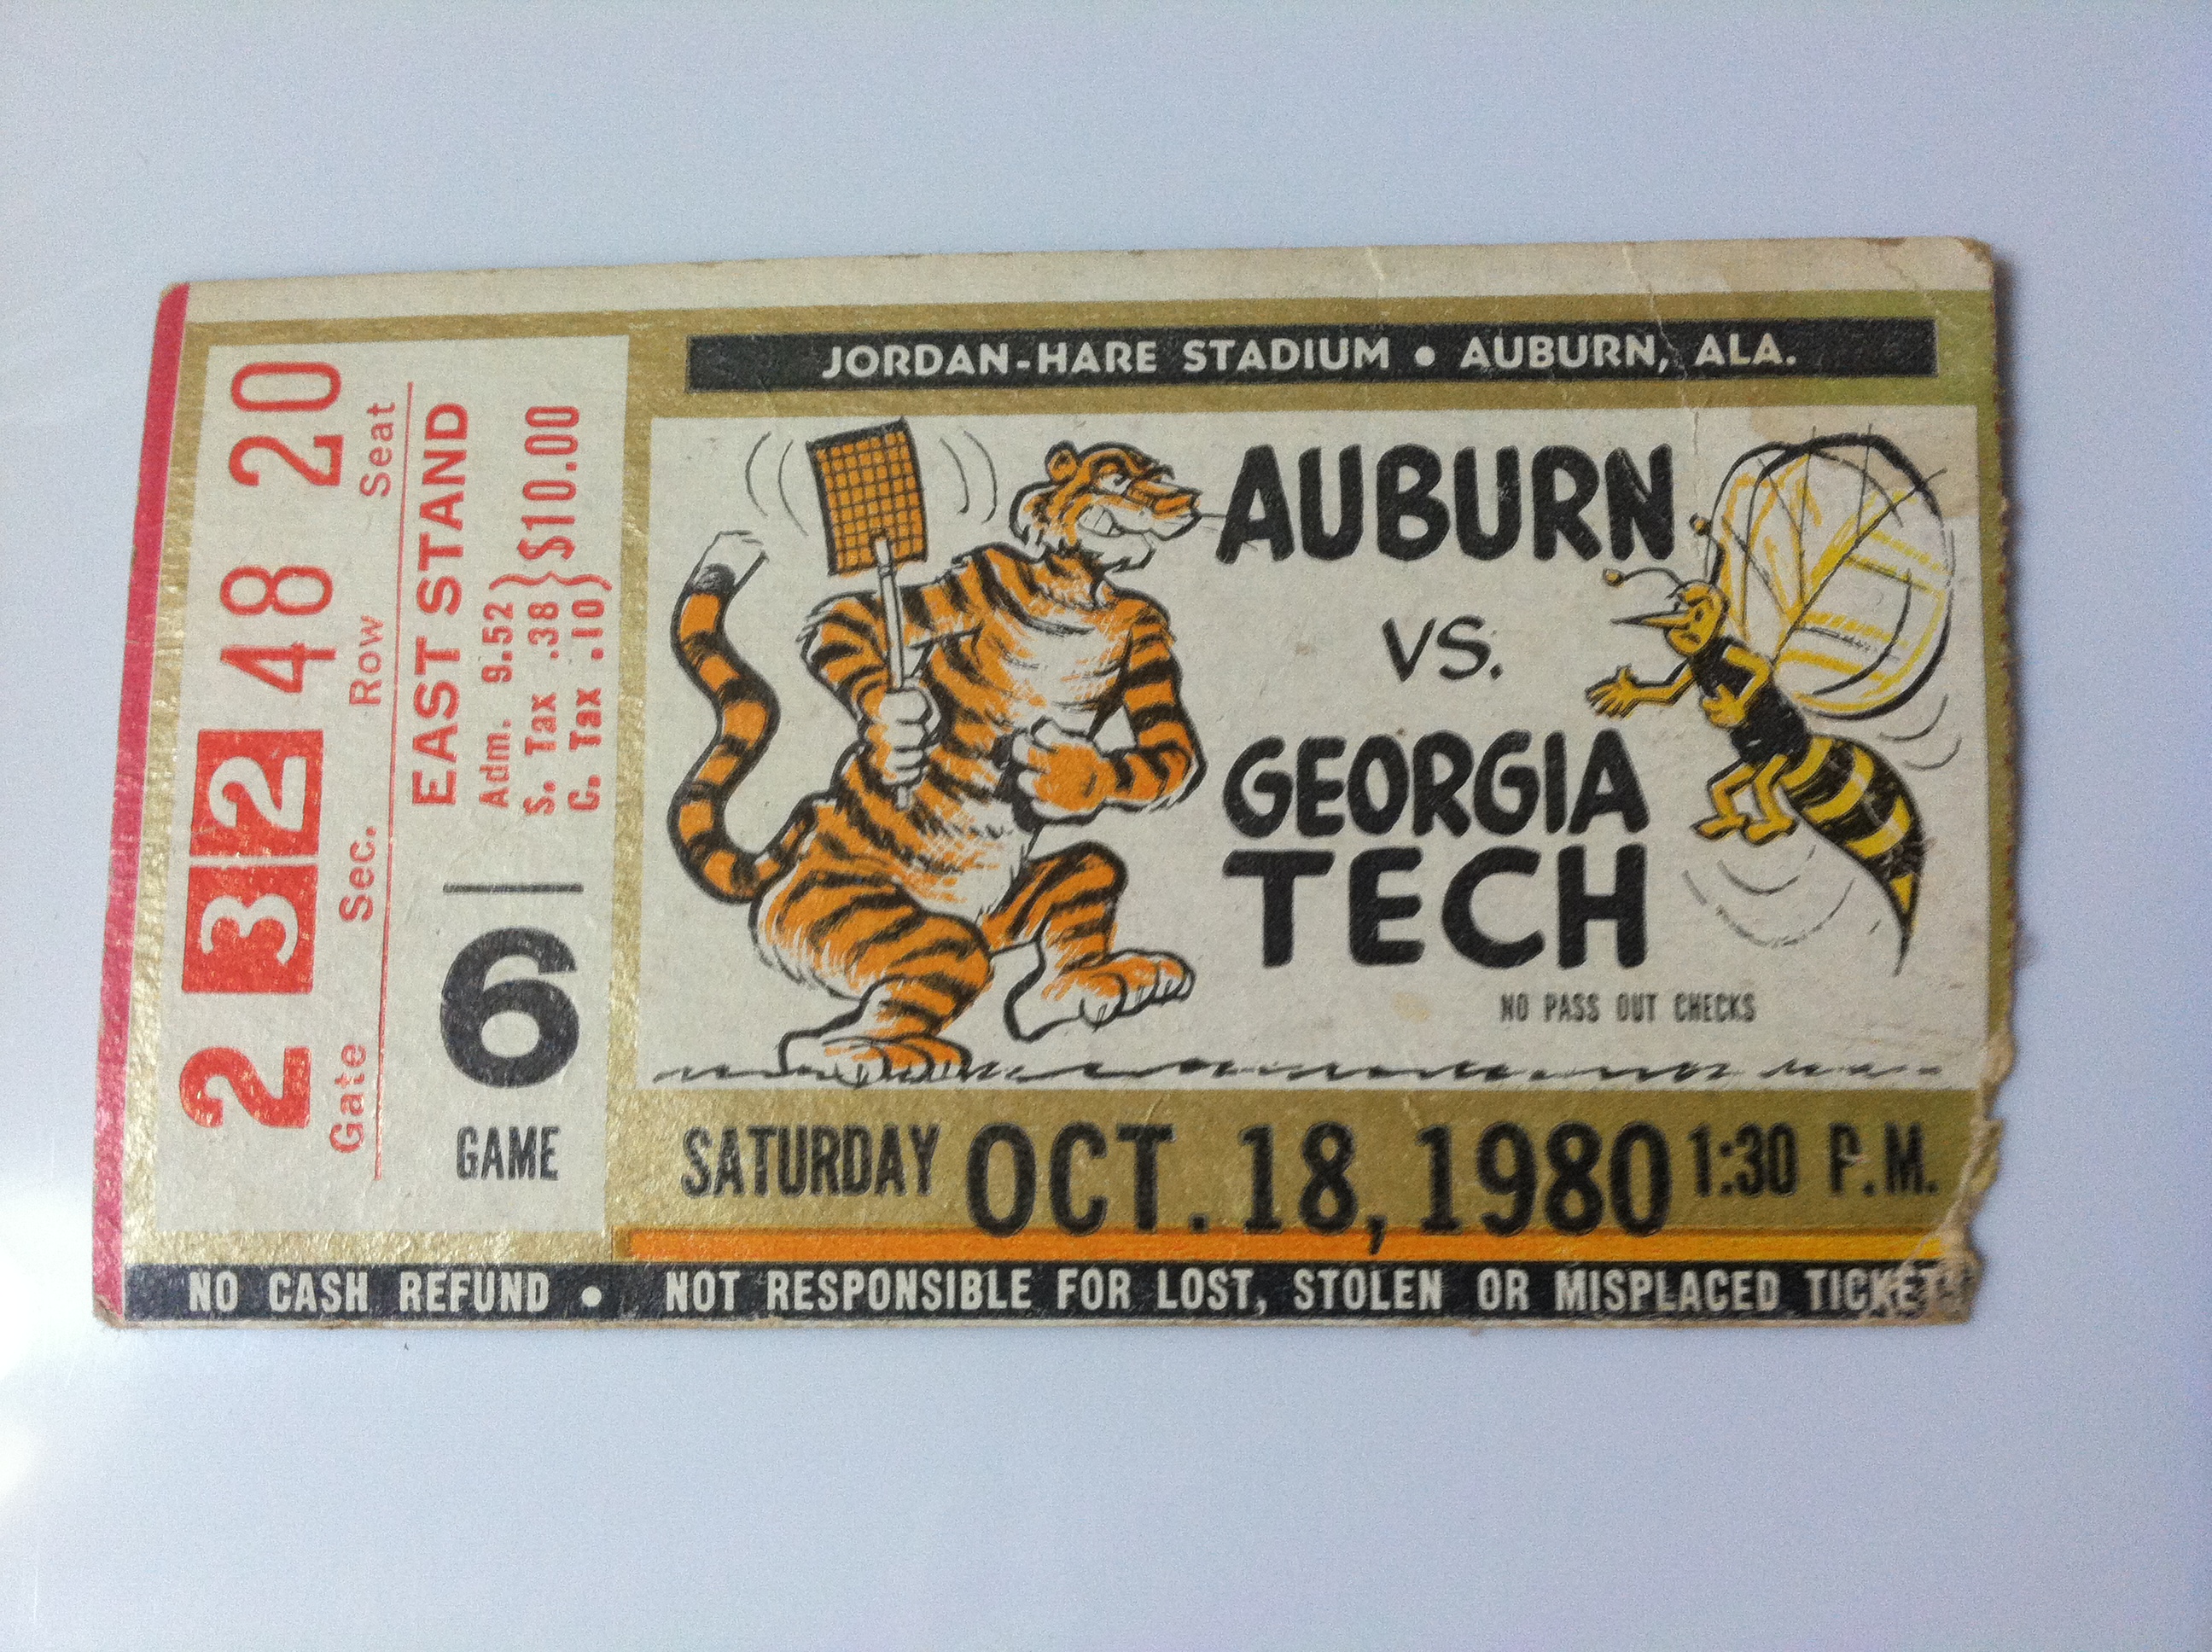 JORDAN-HARE STADIUM • AUBURN, ALA.
AUBURN
VS.
GEORGIA
TECH
NO PASS OUT CHECKS
SATURDAY OCT. 18, 1980 1:30 P.M.
NO CASH REFUND • NOT RESPONSIBLE FOR LOST, STOLEN OR MISPLACED TICKET
2 32 48 20
Gate Sec. Row Seat
EAST STAND
Adm. 9.52
S. Tax .38 } $10.00
C. Tax .10
6
GAME